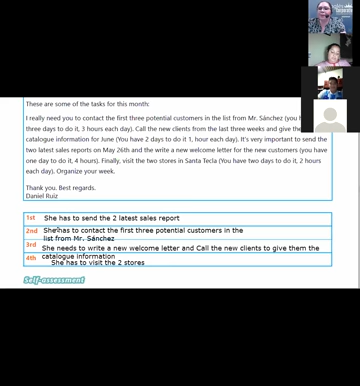 These are some of the tasks for this month:
I really need you to contact the first three potential customers in the list from Mr. Sánchez (you
three days to do it, 3 hours each day). Call the new clients from the last three weeks and give the
catalogue information for June (You have 2 days to do it 1, hour each day). It's very important to send the
two latest sales reports on May 26th and the write a new welcome letter for the new customers (you have
one day to do it, 4 hours). Finally, visit the two stores in Santa Tecla (You have two days to do it, 2 hours
each day). Organize your week.
Thank you. Best regards.
Daniel Ruiz
1st She has to send the 2 latest sales report
2nd She has to contact the first three potential customers in the
list from Mr. Sánchez
3rd She needs to write a new welcome letter and Call the new clients to give them the
catalogue information
4th She has to visit the 2 stores
Self-assessment